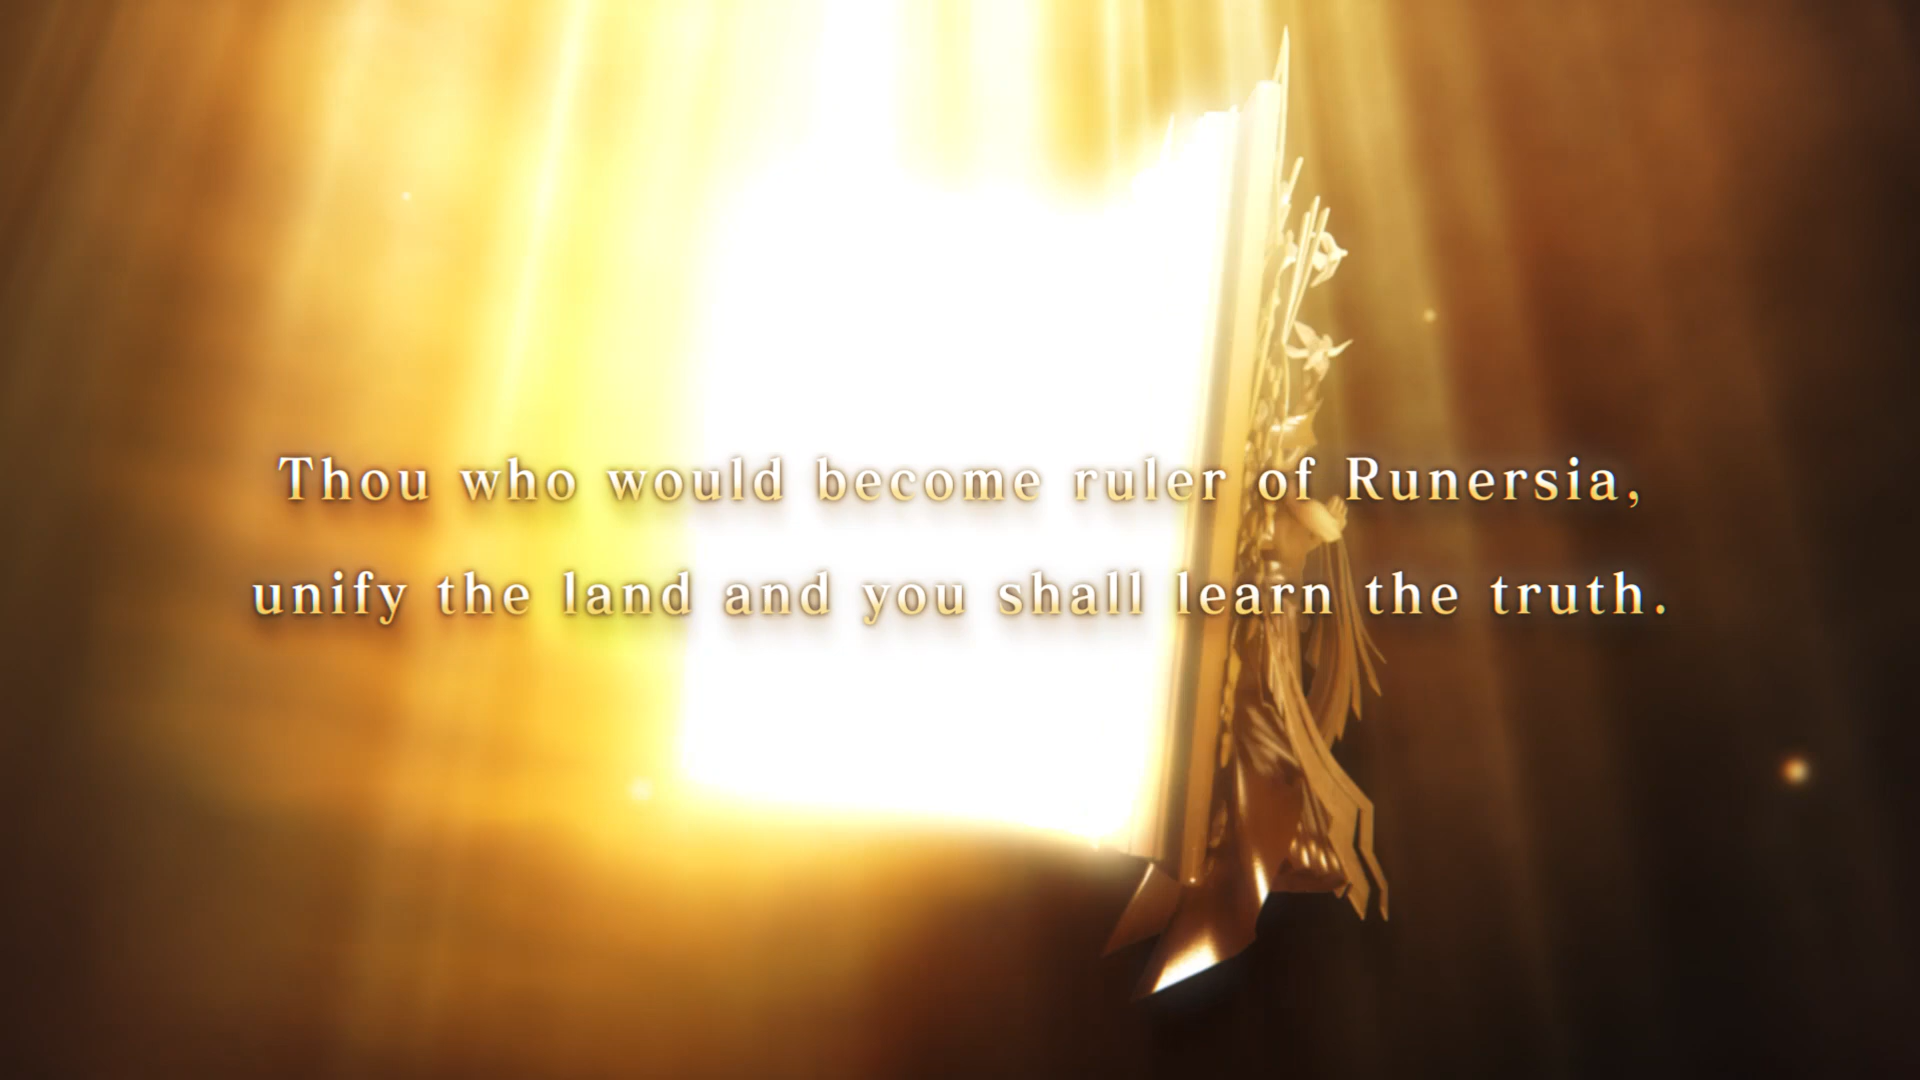 Thou who would become ruler of Runersia,
unify the land and you shall learn the truth.